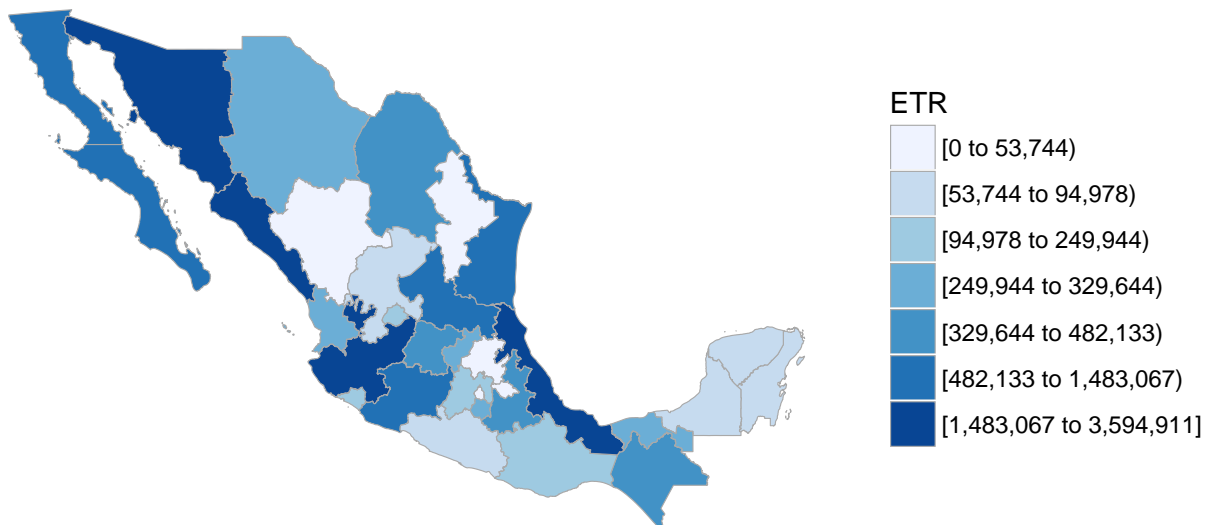 ETR
[0 to 53,744)
[53,744 to 94,978)
[94,978 to 249,944)
[249,944 to 329,644)
[329,644 to 482,133)
[482,133 to 1,483,067)
[1,483,067 to 3,594,911]